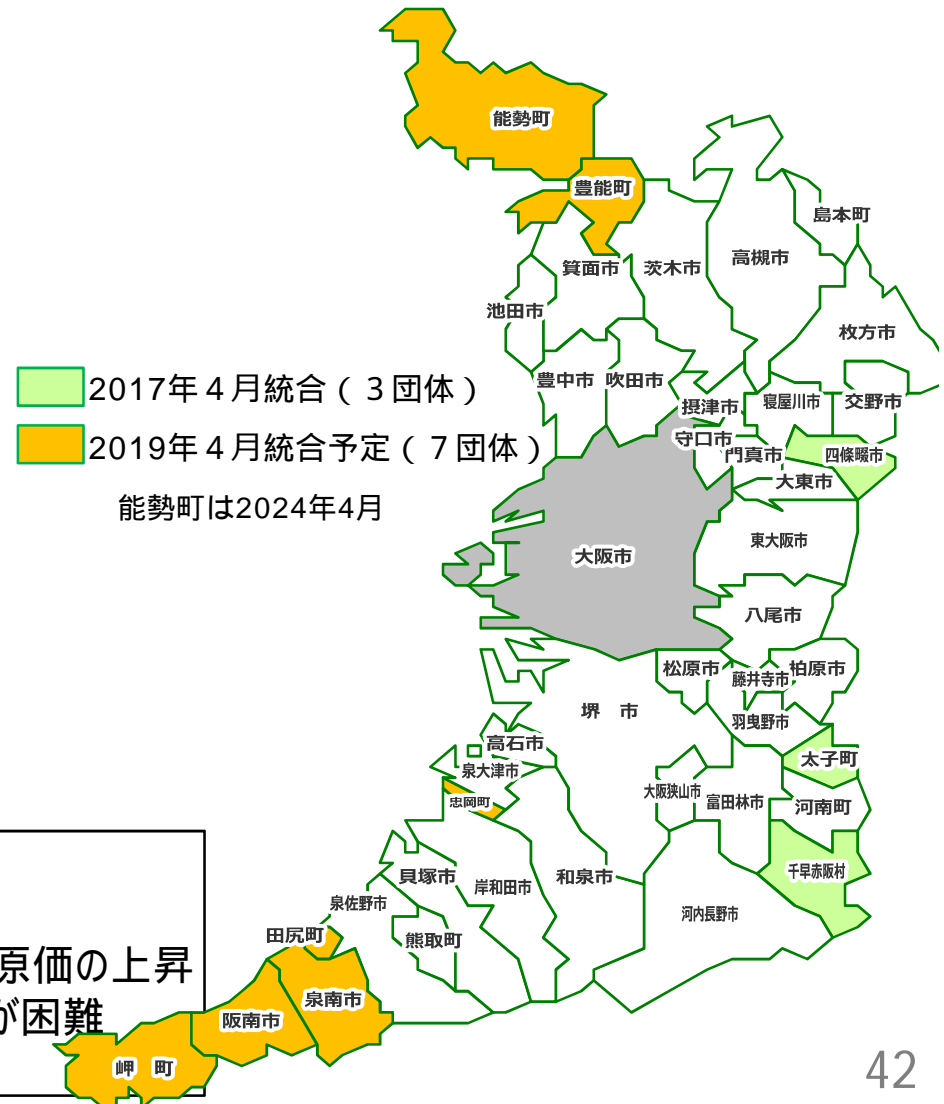 能勢町
豊能町
島本町
高槻市
箕面市
茨木市
池田市
枚方市
2017年４月統合（３団体）
豊中市
吹田市
摂津市
寝屋川市
交野市
2019年４月統合予定（７団体）
守口市
門真市
四條畷市
大東市
能勢町は2024年4月
東大阪市
大阪市
八尾市
松原市
藤井寺市
柏原市
堺 市
羽曳野市
高石市
太子町
泉大津市
大阪狭山市
富田林市
河南町
忠岡町
貝塚市
岸和田市
和泉市
千早赤阪村
泉佐野市
河内長野市
田尻町
熊取町
原価の上昇
泉南市
が困難
阪南市
岬 町
42